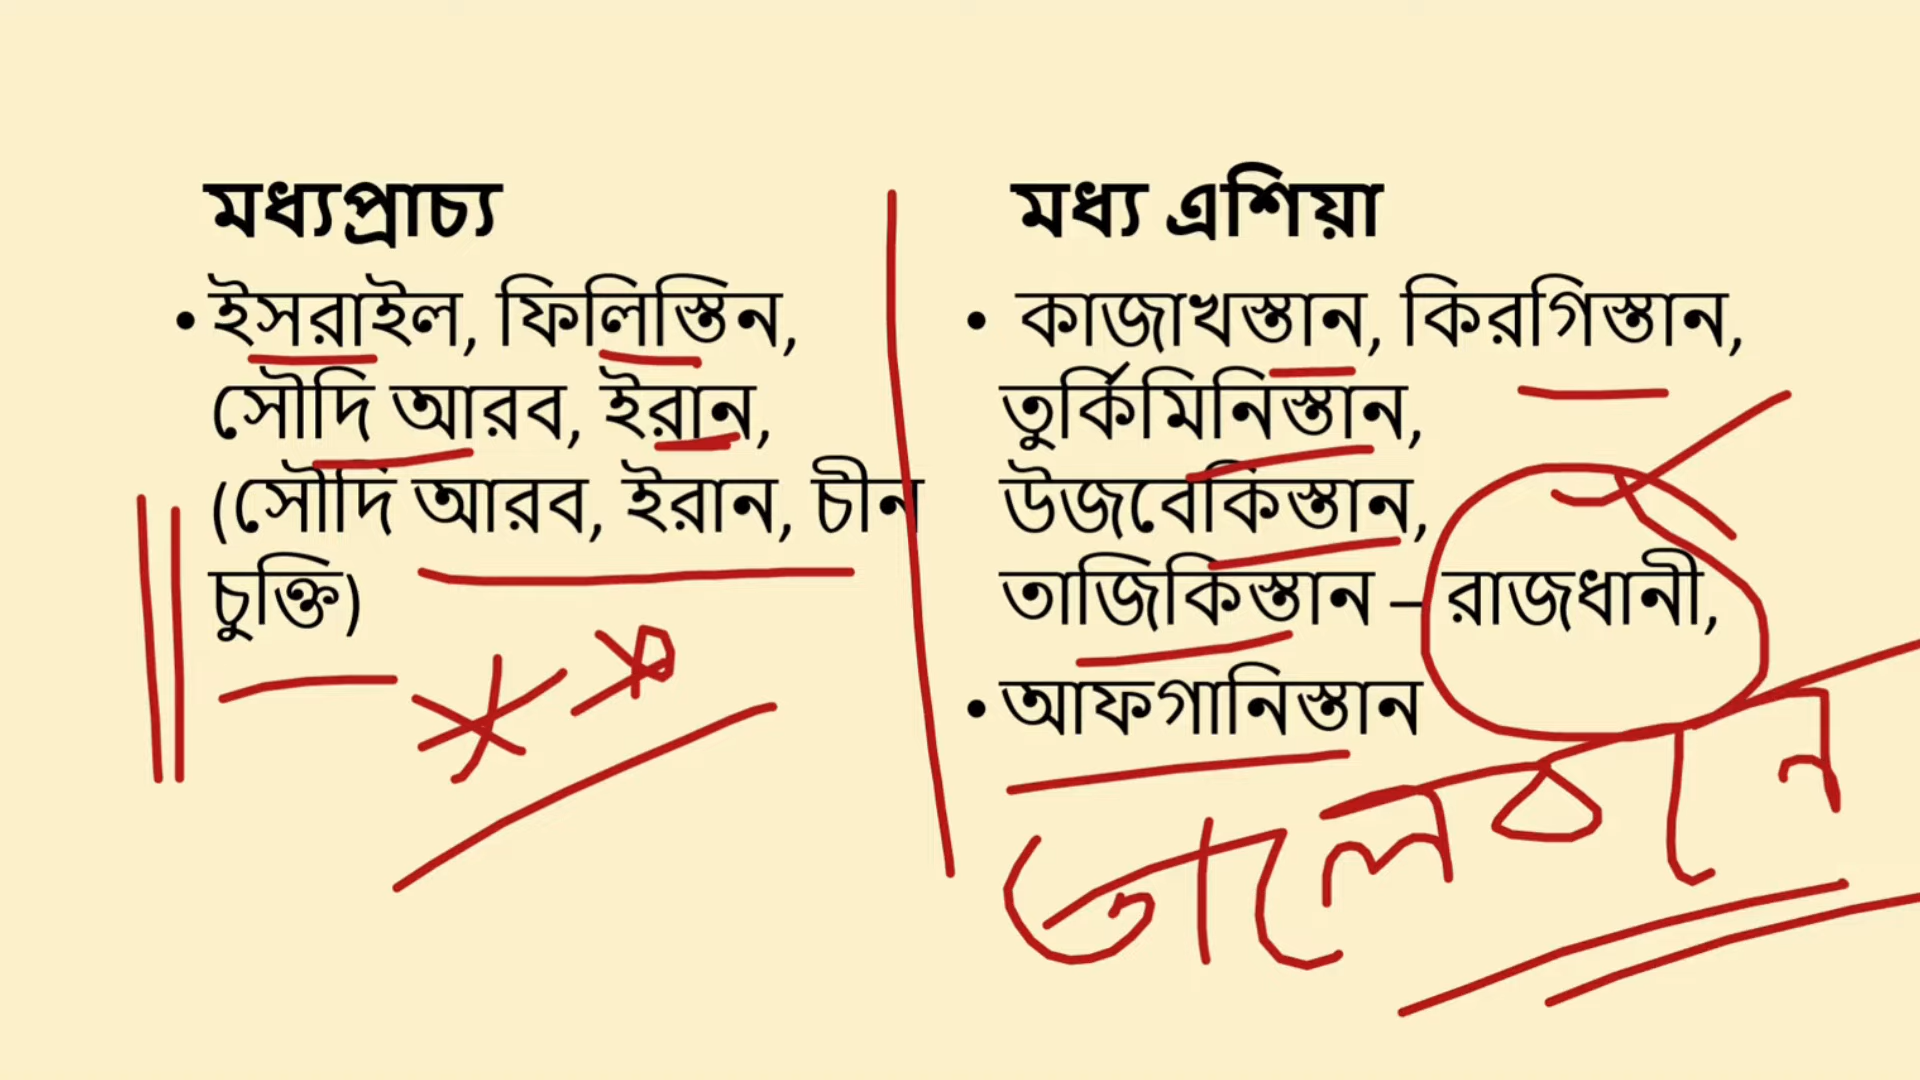 মধ্যপ্রাচ্য
• ইসরাইল, ফিলিস্তিন,
সৌদি আরব, ইরান,
(সৌদি আরব, ইরান, চীন
চুক্তি)
মধ্য এশিয়া
• কাজাখস্তান, কিরগিস্তান,
তুর্কিমিনিস্তান,
উজবেকিস্তান,
তাজিকিস্তান – রাজধানী,
• আফগানিস্তান
তালেবান